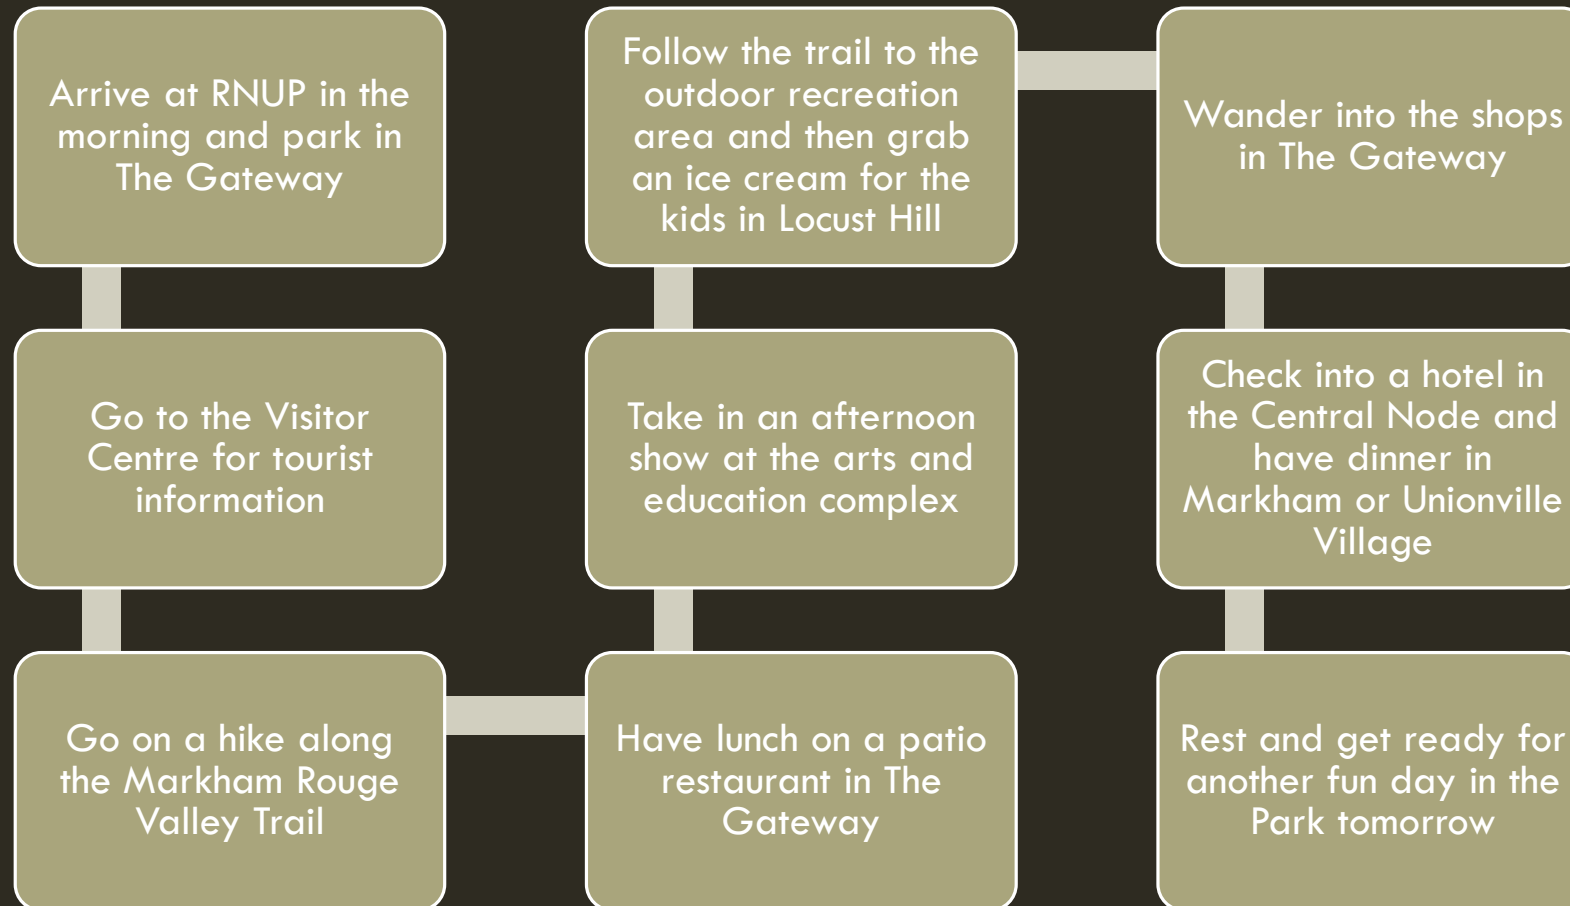 Arrive at RNUP in the
morning and park in
The Gateway
Go to the Visitor
Centre for tourist
information
Go on a hike along
the Markham Rouge
Valley Trail
Have lunch on a patio
restaurant in The
Gateway
Take in an afternoon
show at the arts and
education complex
Follow the trail to the
outdoor recreation
area and then grab
an ice cream for the
kids in Locust Hill
Wander into the shops
in The Gateway
Check into a hotel in
the Central Node and
have dinner in
Markham or Unionville
Village
Rest and get ready for
another fun day in the
Park tomorrow